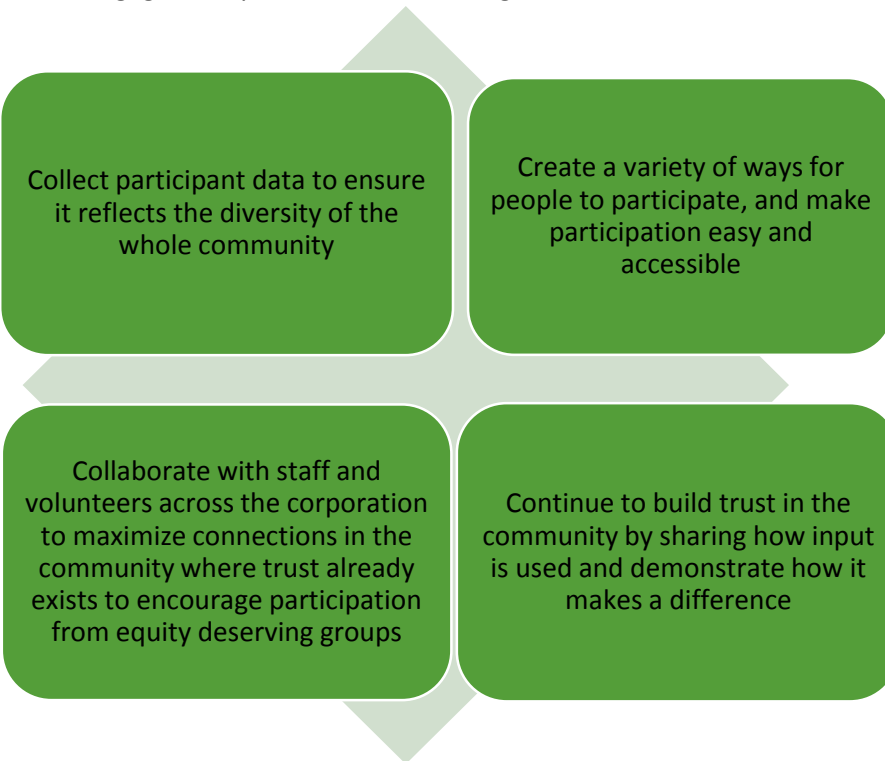 Collect participant data to ensure
it reflects the diversity of the
whole community
Create a variety of ways for
people to participate, and make
participation easy and
accessible
Collaborate with staff and
volunteers across the corporation
to maximize connections in the
community where trust already
exists to encourage participation
from equity deserving groups
Continue to build trust in the
community by sharing how input
is used and demonstrate how it
makes a difference